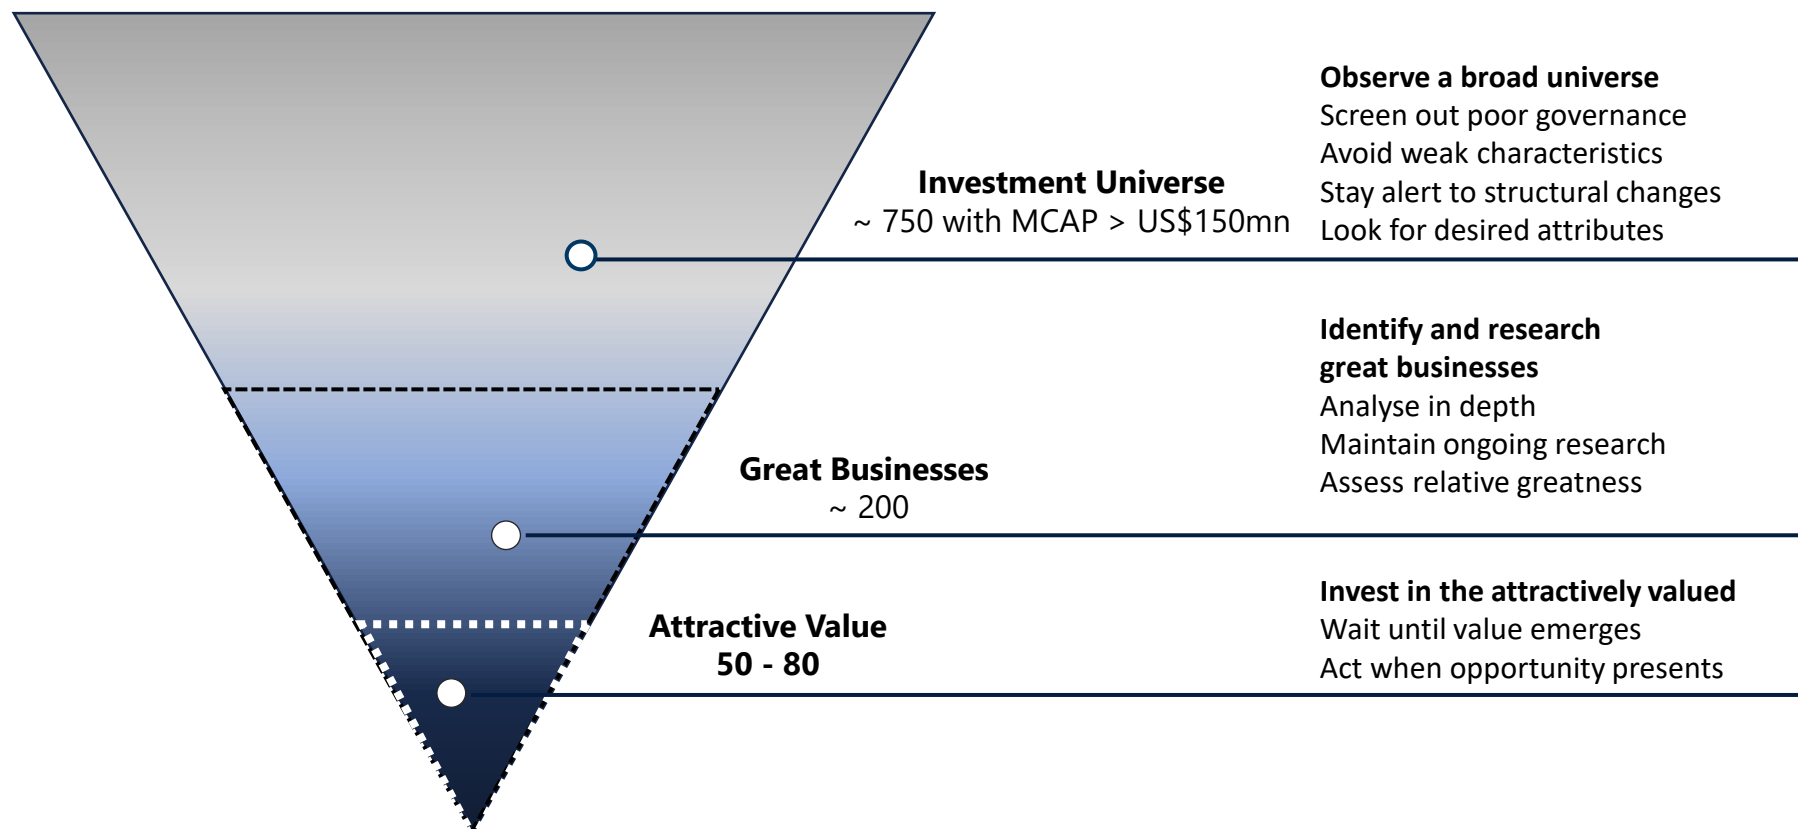 Investment Universe
~ 750 with MCAP > US$150mn
Observe a broad universe
Screen out poor governance
Avoid weak characteristics
Stay alert to structural changes
Look for desired attributes
Great Businesses
~ 200
Identify and research
great businesses
Analyse in depth
Maintain ongoing research
Assess relative greatness
Attractive Value
50 - 80
Invest in the attractively valued
Wait until value emerges
Act when opportunity presents